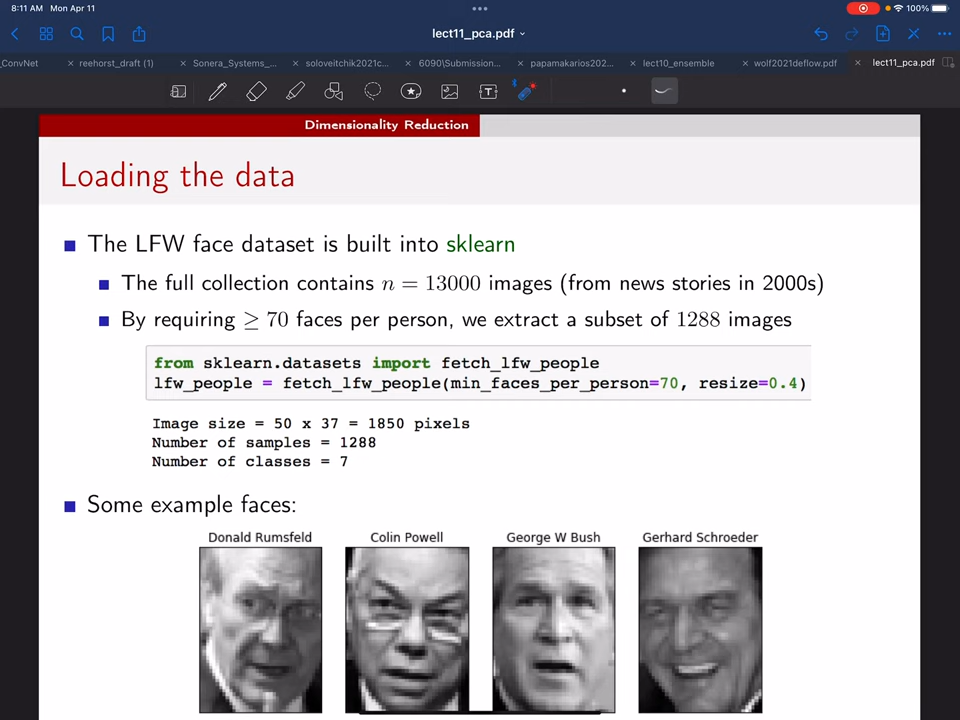 8:11 AM Mon Apr 11
100%
lect11_pca.pdf
_ConvNet
reehorst_draft (1)
Sonera_Systems_...
soloveitchik2021c...
6090\Submission...
papamakarios202...
lect10_ensemble
wolf2021deflow.pdf
lect11_pca.pdf
Dimensionality Reduction
Loading the data
The LFW face dataset is built into sklearn
The full collection contains n = 13000 images (from news stories in 2000s)
By requiring ≥ 70 faces per person, we extract a subset of 1288 images
from sklearn.datasets import fetch_lfw_people
lfw_people = fetch_lfw_people(min_faces_per_person=70, resize=0.4)
Image size = 50 x 37 = 1850 pixels
Number of samples = 1288
Number of classes = 7
Some example faces:
Donald Rumsfeld Colin Powell George W Bush Gerhard Schroeder